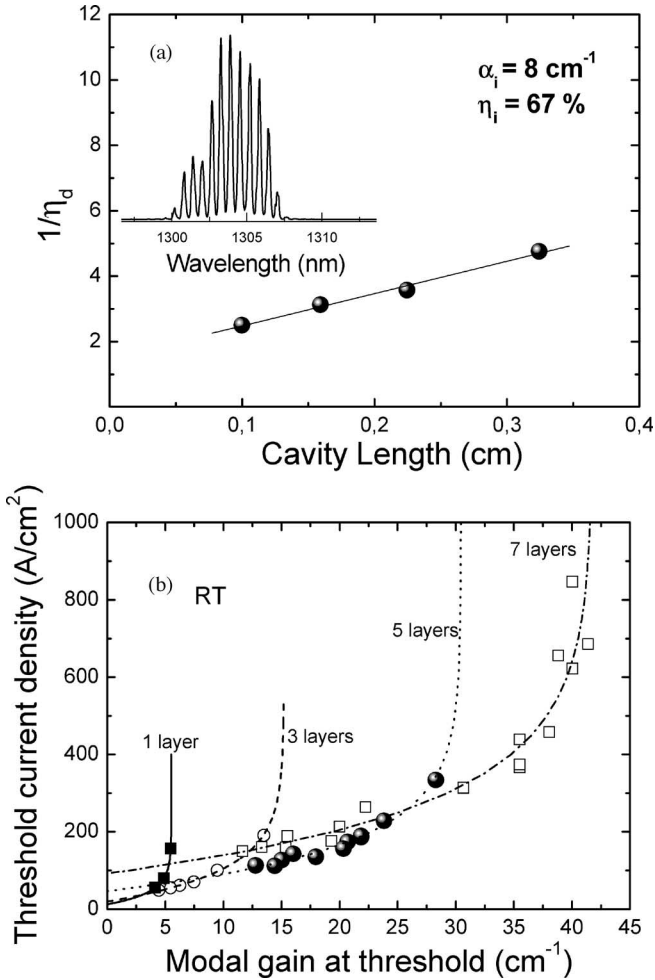 (a)
αi = 8 cm-1
ηi = 67 %
1/ηd
12
10
8
6
4
2
1300 1305 1310
Wavelength (nm)
0,0 0,1 0,2 0,3 0,4
Cavity Length (cm)
Threshold current density (A/cm2)
1000
800
600
400
200
0
(b) RT
7 layers
5 layers
1 layer
3 layers
0 5 10 15 20 25 30 35 40 45
Modal gain at threshold (cm-1)